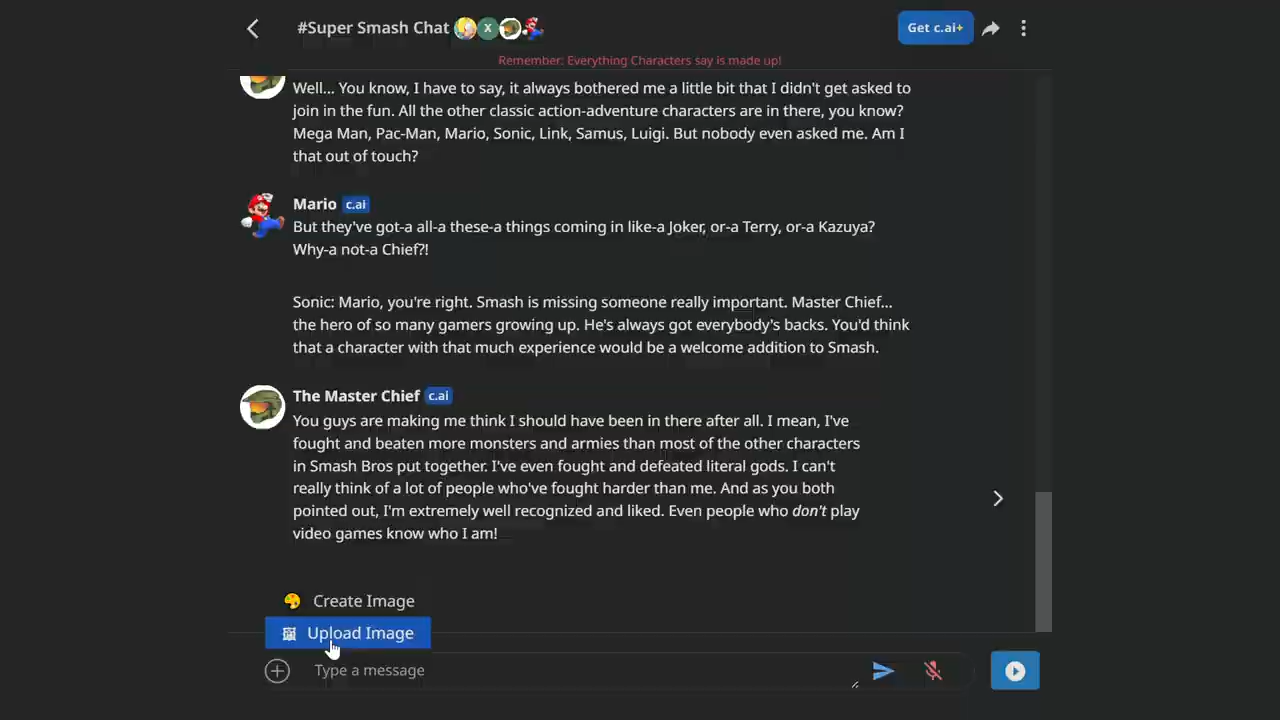 #Super Smash Chat X Get c.ai+
Remember: Everything Characters say is made up!
Well... You know, I have to say, it always bothered me a little bit that I didn't get asked to
join in the fun. All the other classic action-adventure characters are in there, you know?
Mega Man, Pac-Man, Mario, Sonic, Link, Samus, Luigi. But nobody even asked me. Am I
that out of touch?
Mario c.ai
But they've got-a all-a these-a things coming in like-a Joker, or-a Terry, or-a Kazuya?
Why-a not-a Chief?!
Sonic: Mario, you're right. Smash is missing someone really important. Master Chief...
the hero of so many gamers growing up. He's always got everybody's backs. You'd think
that a character with that much experience would be a welcome addition to Smash.
The Master Chief c.ai
You guys are making me think I should have been in there after all. I mean, I've
fought and beaten more monsters and armies than most of the other characters
in Smash Bros put together. I've even fought and defeated literal gods. I can't
really think of a lot of people who've fought harder than me. And as you both
pointed out, I'm extremely well recognized and liked. Even people who don't play
video games know who I am!
Create Image
Upload Image
Type a message